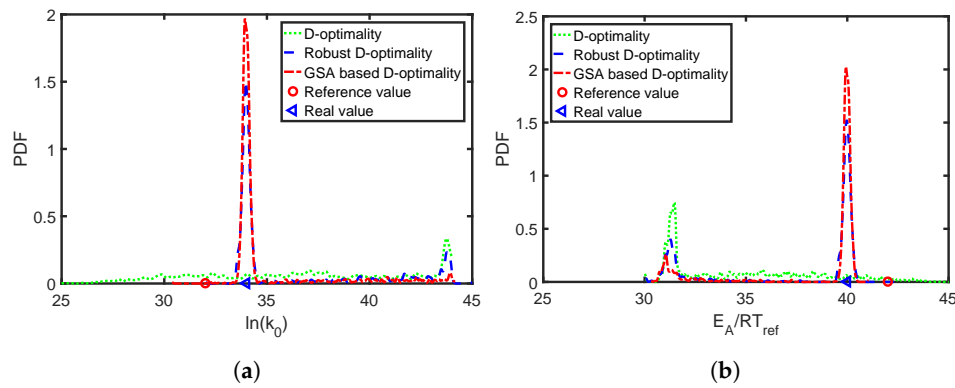 D-optimality
Robust D-optimality
GSA based D-optimality
Reference value
Real value
PDF
2
1.5
1
0.5
0
25
30
35
40
45
ln(k0)
(a)
D-optimality
Robust D-optimality
GSA based D-optimality
Reference value
Real value
PDF
2.5
2
1.5
1
0.5
0
25
30
35
40
45
E_A/RT_ref
(b)